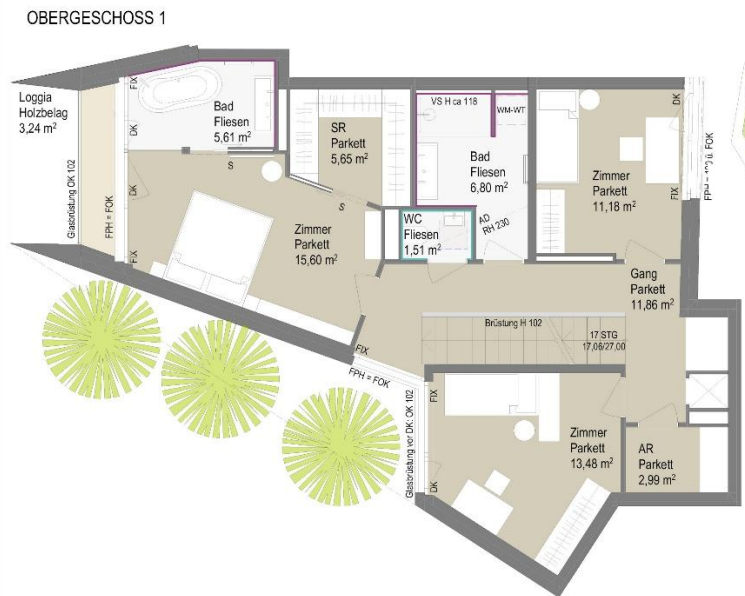 OBERGESCHOSS 1
Loggia
Holzbelag
3,24 m²
Glasbrüstung OK 102
FPH = FOK
FIX
DK
DK
FIX
Bad
Fliesen
5,61 m²
S
SR
Parkett
5,65 m²
S
Zimmer
Parkett
15,60 m²
VS H ca 118
WM-WT
Bad
Fliesen
6,80 m²
AD
RH 230
WC
Fliesen
1,51 m²
Zimmer
Parkett
11,18 m²
DK
FIX
Gang
Parkett
11,86 m²
Brüstung H 102
17 STG
17,06/27,00
FIX
FPH = FOK
Glasbrüstung vor DK: OK 102
FIX
DK
Zimmer
Parkett
13,48 m²
AR
Parkett
2,99 m²